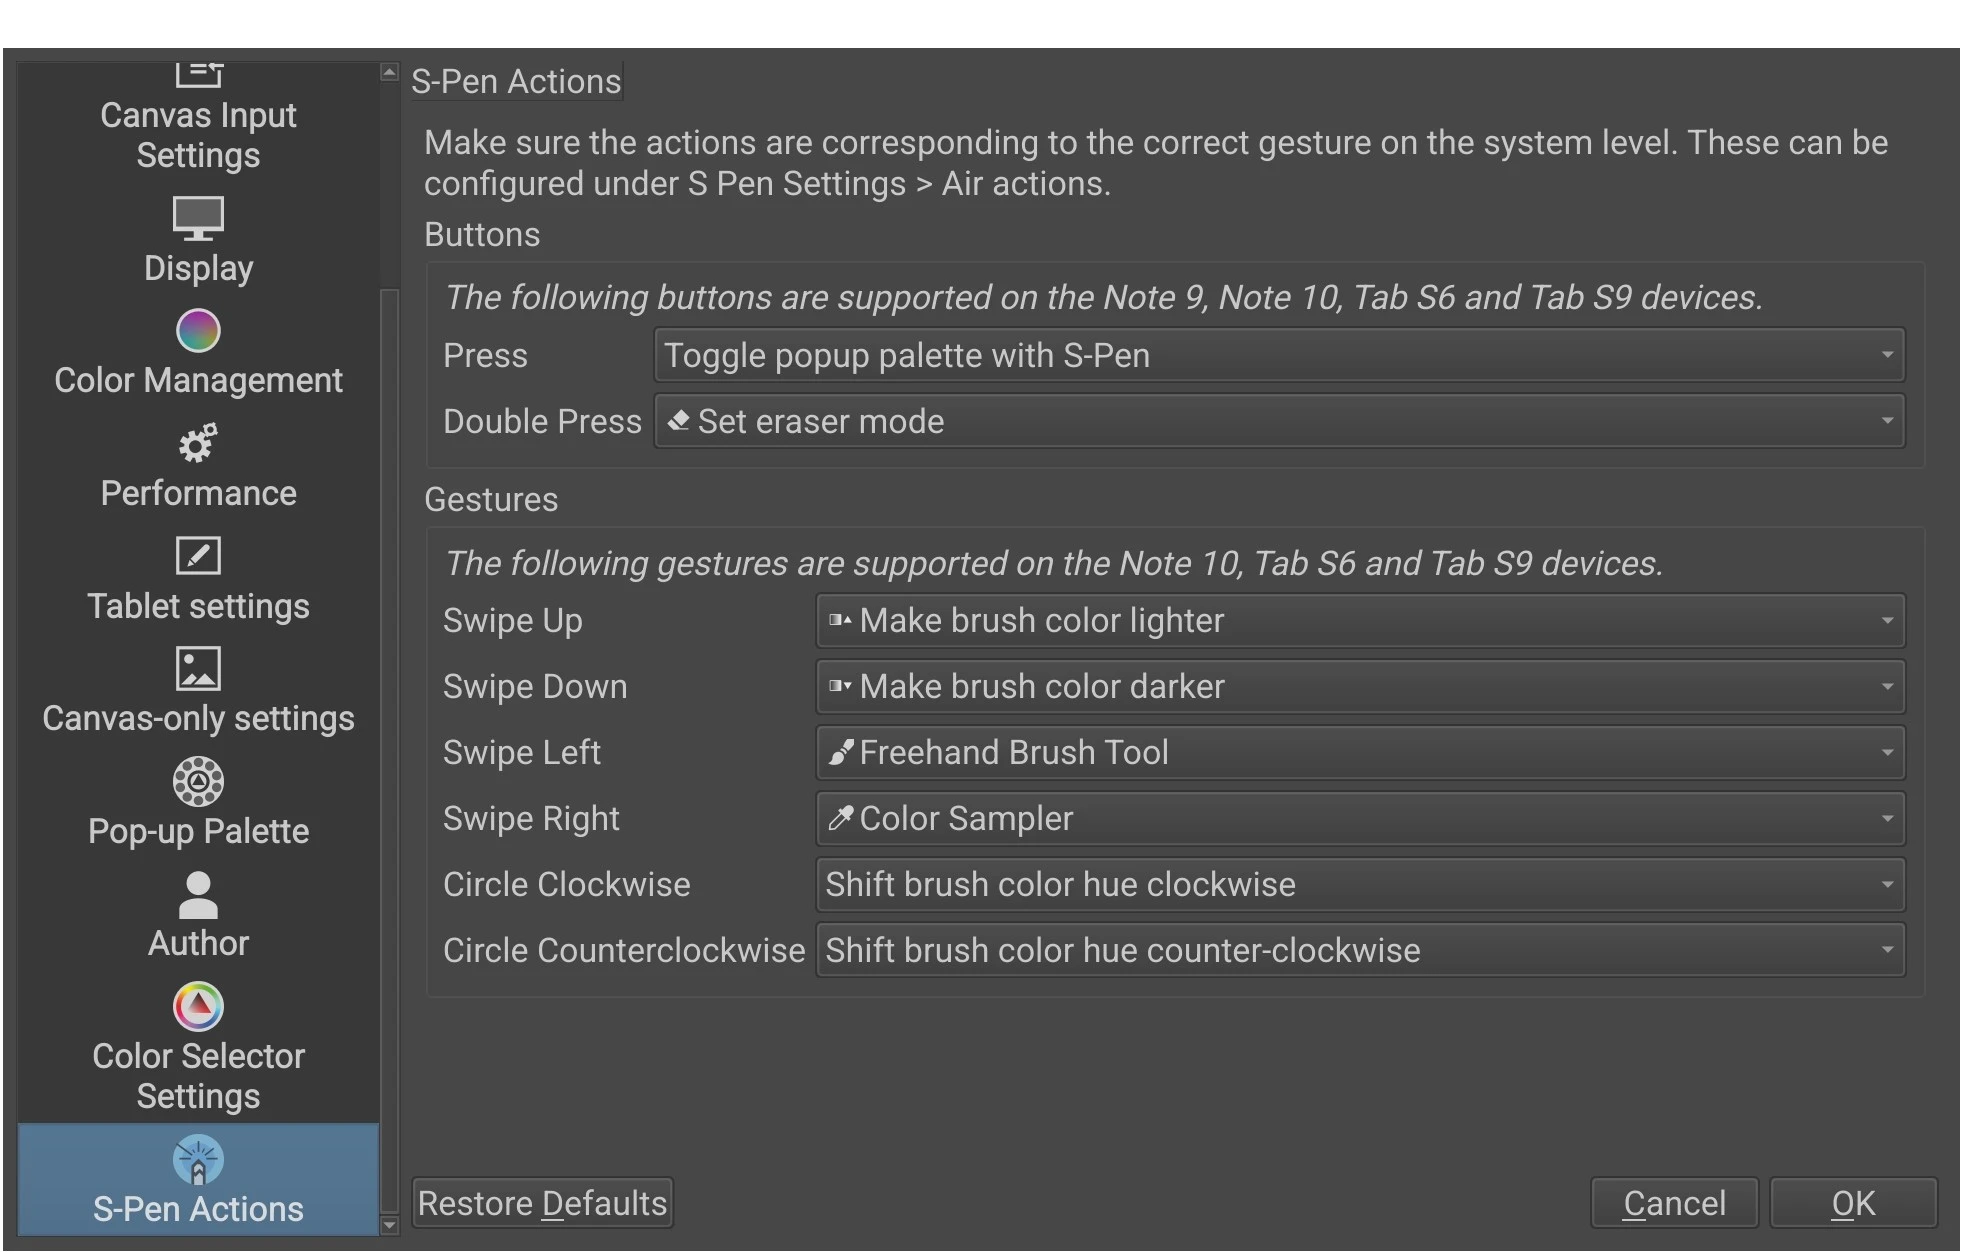 Canvas Input
Settings
Display
Color Management
Performance
Tablet settings
Canvas-only settings
Pop-up Palette
Author
Color Selector
Settings
S-Pen Actions
S-Pen Actions
Make sure the actions are corresponding to the correct gesture on the system level. These can be
configured under S Pen Settings > Air actions.
Buttons
The following buttons are supported on the Note 9, Note 10, Tab S6 and Tab S9 devices.
Press Toggle popup palette with S-Pen
Double Press Set eraser mode
Gestures
The following gestures are supported on the Note 10, Tab S6 and Tab S9 devices.
Swipe Up Make brush color lighter
Swipe Down Make brush color darker
Swipe Left Freehand Brush Tool
Swipe Right Color Sampler
Circle Clockwise Shift brush color hue clockwise
Circle Counterclockwise Shift brush color hue counter-clockwise
Restore Defaults Cancel OK